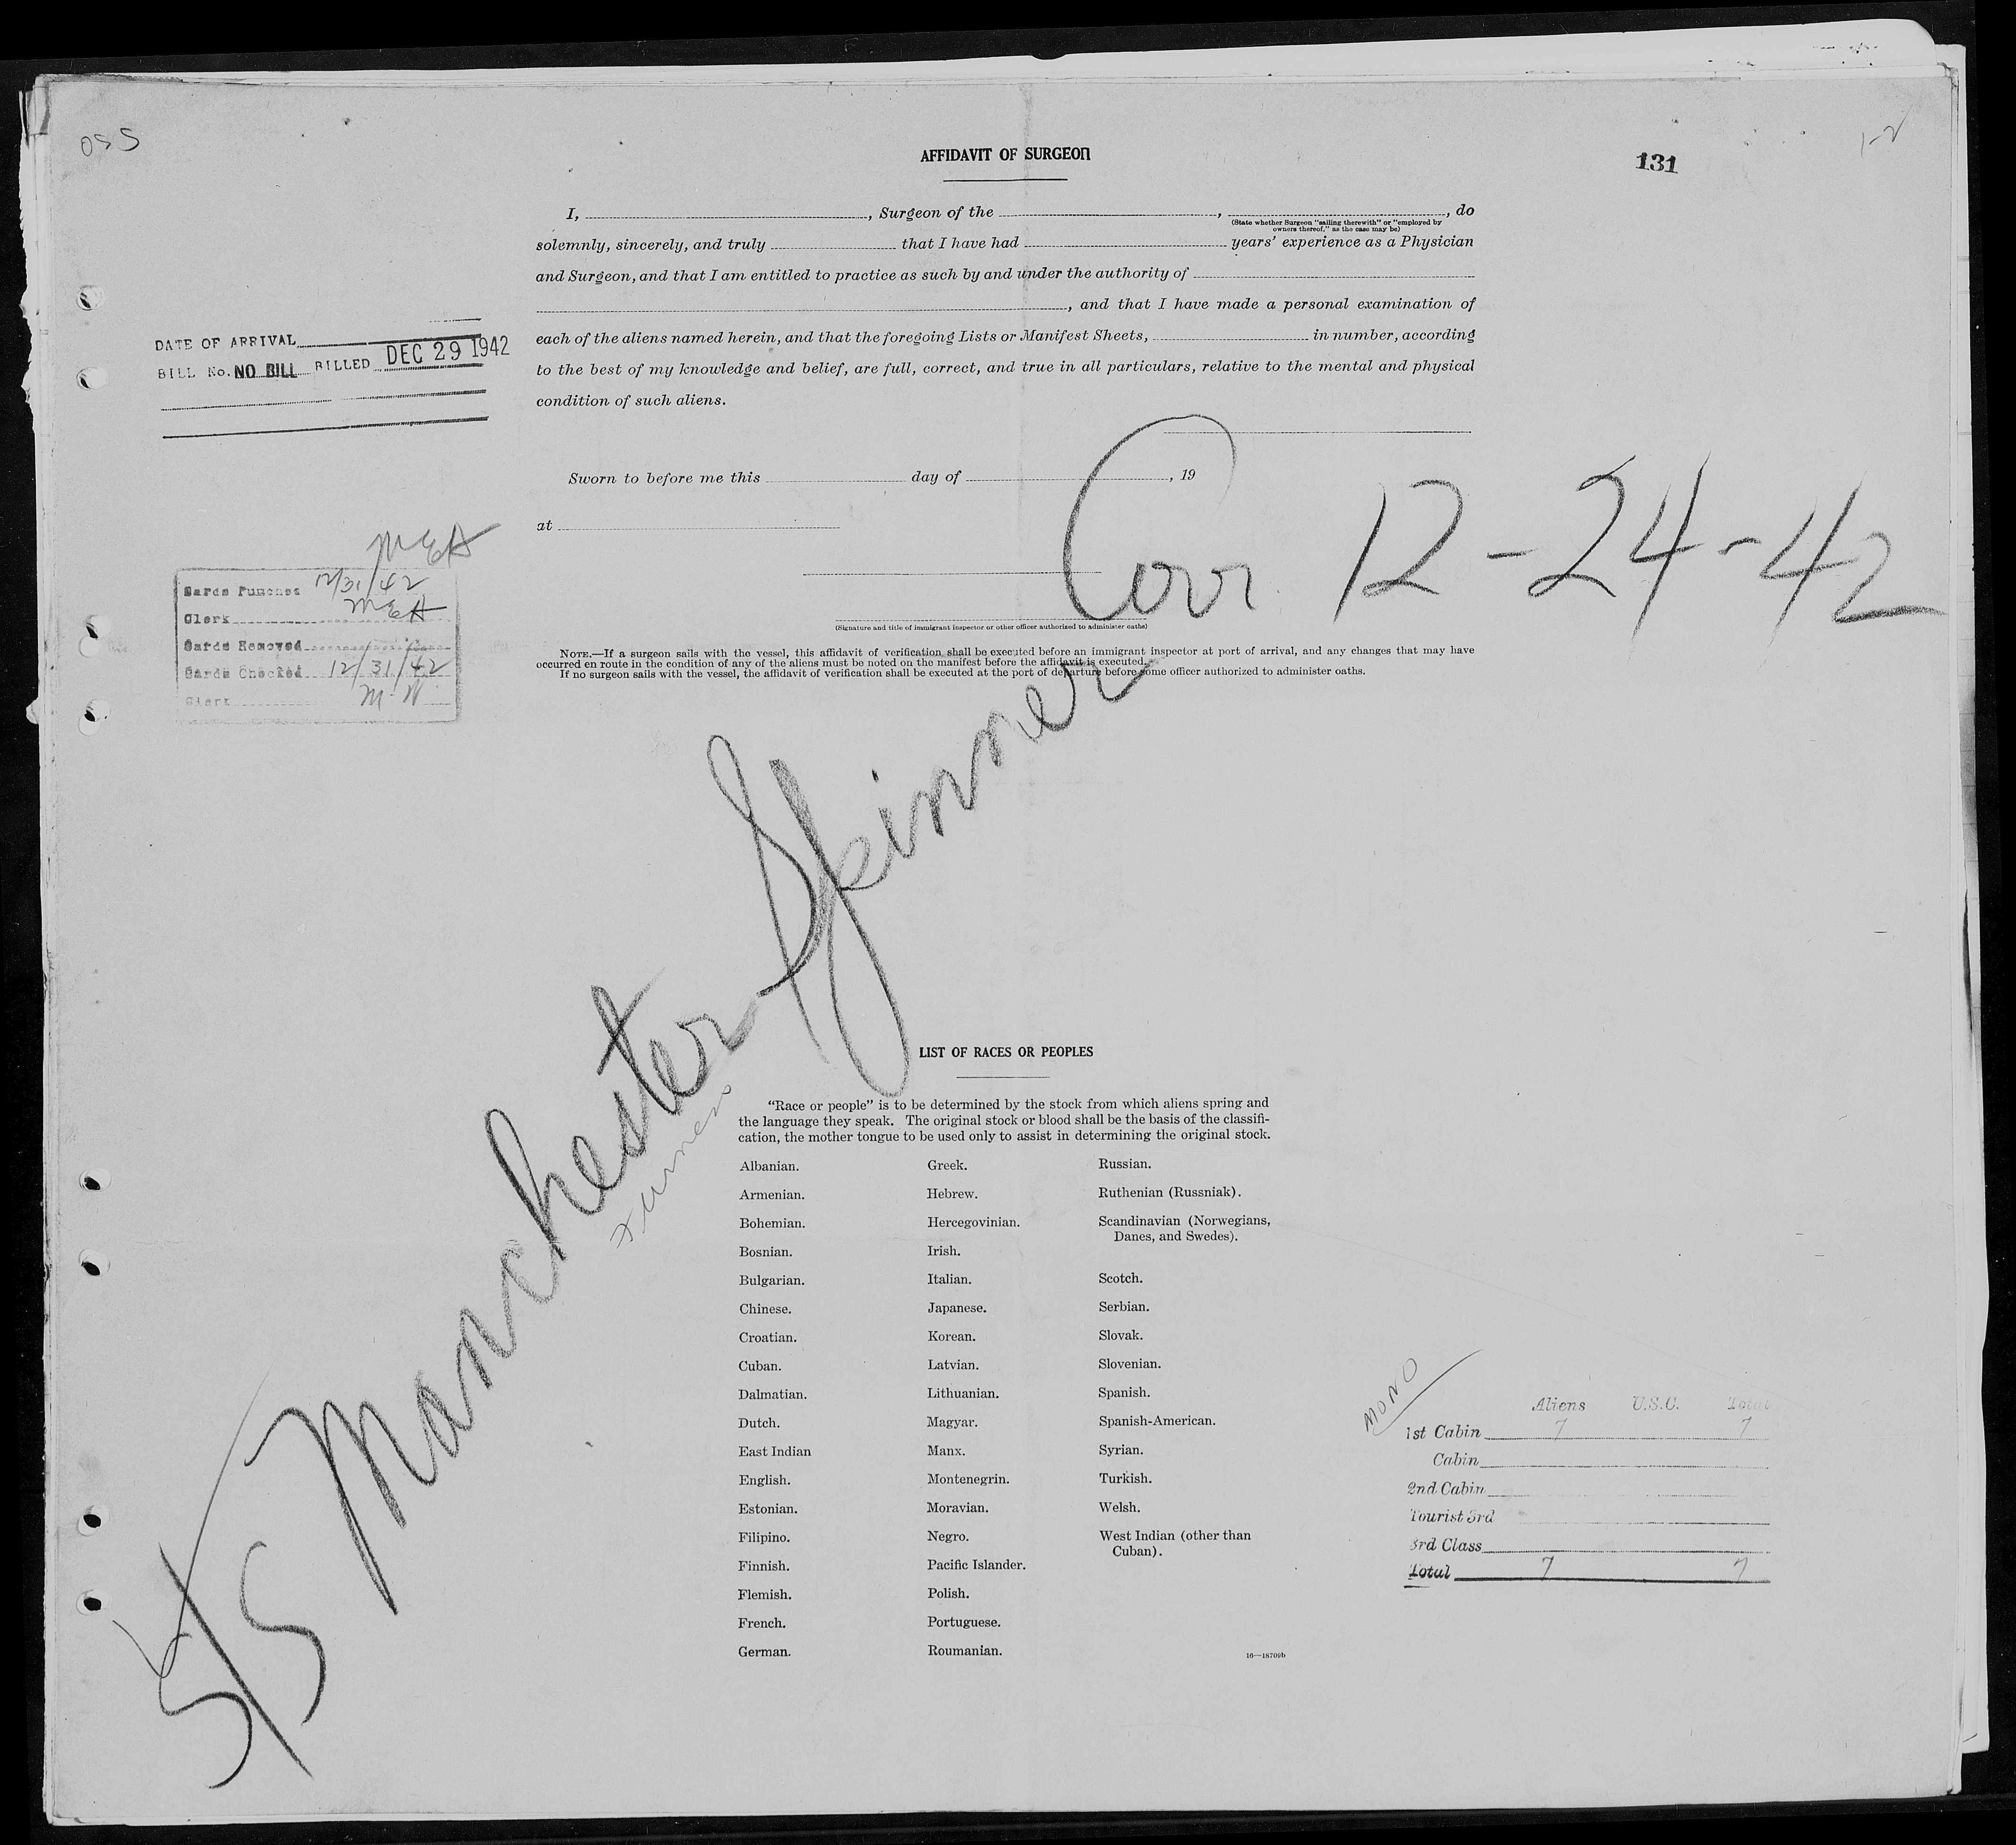 055
1-2
AFFIDAVIT OF SURGEON
131
I, , Surgeon of the , , do
(State whether Surgeon "sailing therewith" or "employed by
owners thereof," as the case may be)
solemnly, sincerely, and truly that I have had years' experience as a Physician
and Surgeon, and that I am entitled to practice as such by and under the authority of
, and that I have made a personal examination of
each of the aliens named herein, and that the foregoing Lists or Manifest Sheets, in number, according
to the best of my knowledge and belief, are full, correct, and true in all particulars, relative to the mental and physical
condition of such aliens.
DATE OF ARRIVAL
BILL No. NO BILL BILLED DEC 29 1942
Sworn to before me this day of , 19
at
(Signature and title of immigrant inspector or other officer authorized to administer oaths)
12-24-42
MEA
Cards Punched 12/31/42
Clerk MEA
Cards Removed
Cards Checked 12/31/42
Clerk M.W
NOTE.—If a surgeon sails with the vessel, this affidavit of verification shall be executed before an immigrant inspector at port of arrival, and any changes that may have
occurred en route in the condition of any of the aliens must be noted on the manifest before the affidavit is executed.
If no surgeon sails with the vessel, the affidavit of verification shall be executed at the port of departure before some officer authorized to administer oaths.
S/S Manchester Skinner
Furness
LIST OF RACES OR PEOPLES
"Race or people" is to be determined by the stock from which aliens spring and
the language they speak. The original stock or blood shall be the basis of the classifi-
cation, the mother tongue to be used only to assist in determining the original stock.
Albanian.
Armenian.
Bohemian.
Bosnian.
Bulgarian.
Chinese.
Croatian.
Cuban.
Dalmatian.
Dutch.
East Indian
English.
Estonian.
Filipino.
Finnish.
Flemish.
French.
German.
Greek.
Hebrew.
Hercegovinian.
Irish.
Italian.
Japanese.
Korean.
Latvian.
Lithuanian.
Magyar.
Manx.
Montenegrin.
Moravian.
Negro.
Pacific Islander.
Polish.
Portuguese.
Roumanian.
Russian.
Ruthenian (Russniak).
Scandinavian (Norwegians,
Danes, and Swedes).
Scotch.
Serbian.
Slovak.
Slovenian.
Spanish.
Spanish-American.
Syrian.
Turkish.
Welsh.
West Indian (other than
Cuban).
16—18709b
MONO
Aliens U.S.C. Total
1st Cabin 7 7
Cabin
2nd Cabin
Tourist 3rd
3rd Class
Total 7 7